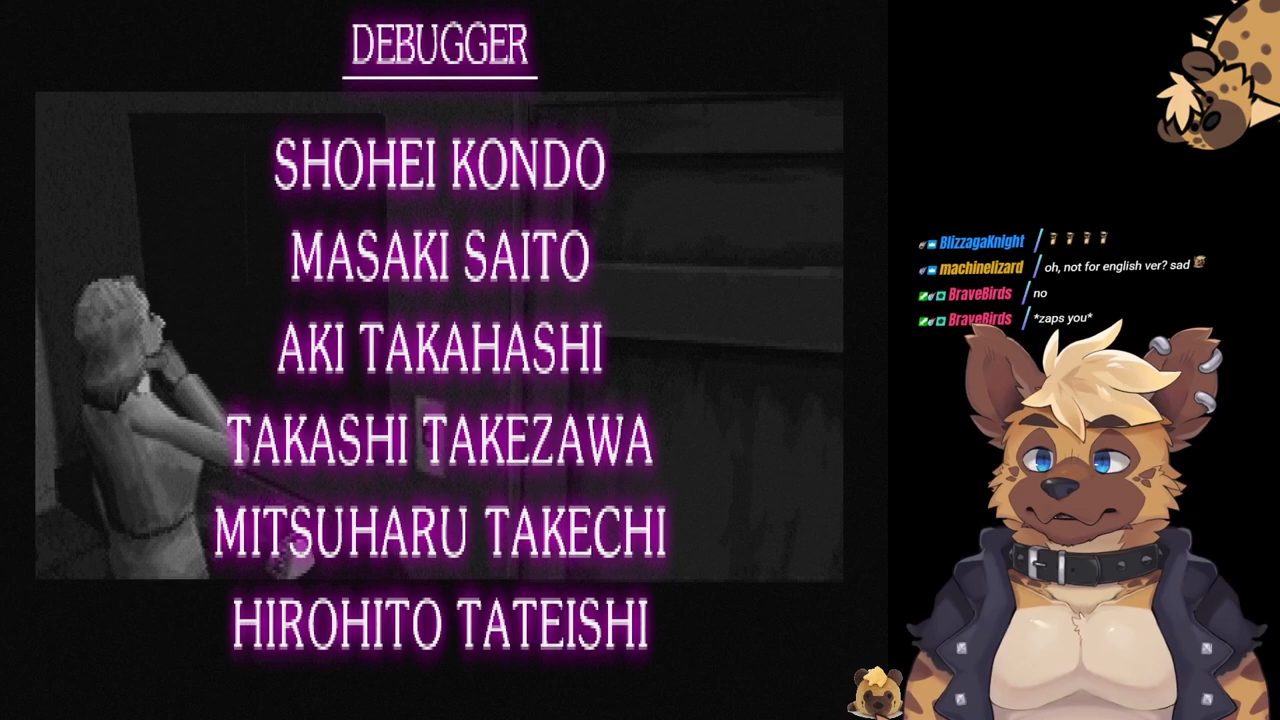 DEBUGGER
SHOHEI KONDO
MASAKI SAITO
AKI TAKAHASHI
TAKASHI TAKEZAWA
MITSUHARU TAKECHI
HIROHITO TATEISHI
BlizzagaKnight /
machinelizard / oh, not for english ver? sad
BraveBirds / no
BraveBirds / *zaps you*